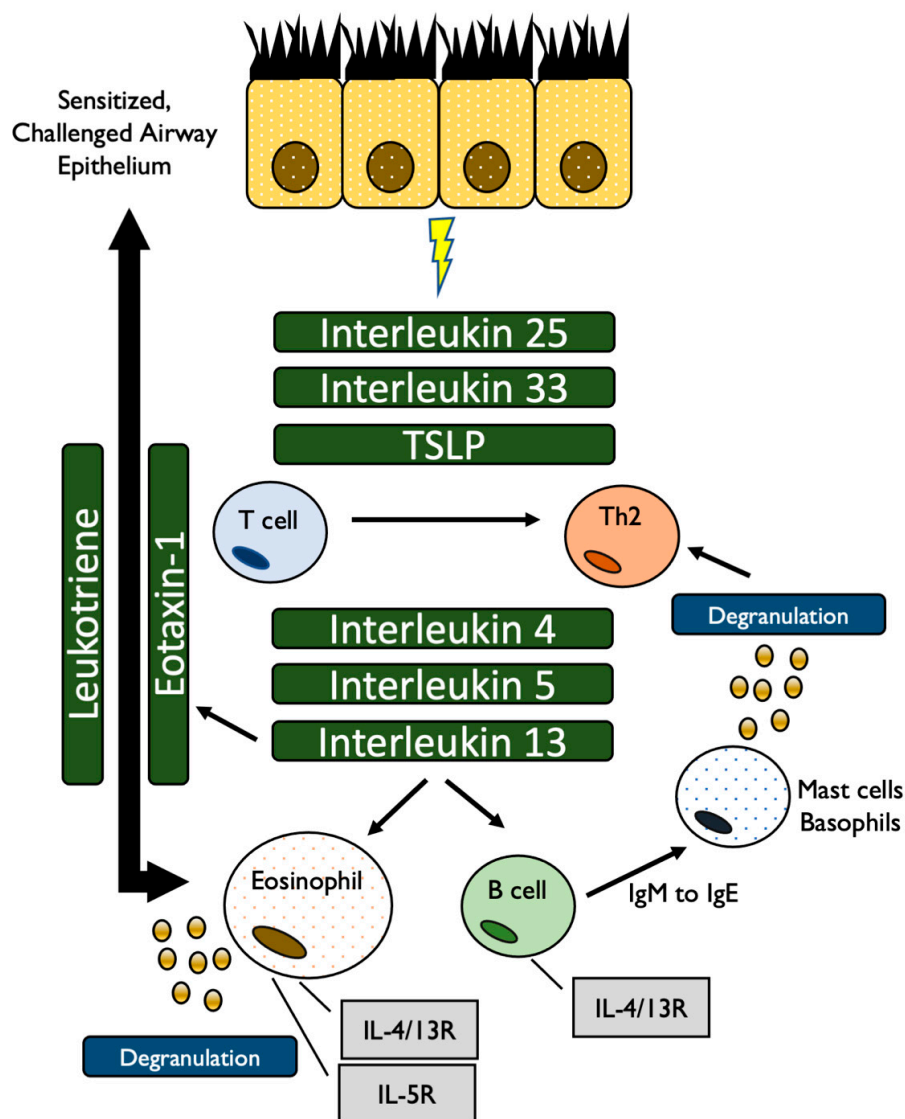 Sensitized,
Challenged Airway
Epithelium
Interleukin 25
Interleukin 33
TSLP
Leukotriene
Eotaxin-1
T cell
Th2
Degranulation
Interleukin 4
Interleukin 5
Interleukin 13
Mast cells
Basophils
Eosinophil
B cell
IgM to IgE
IL-4/13R
IL-4/13R
Degranulation
IL-5R